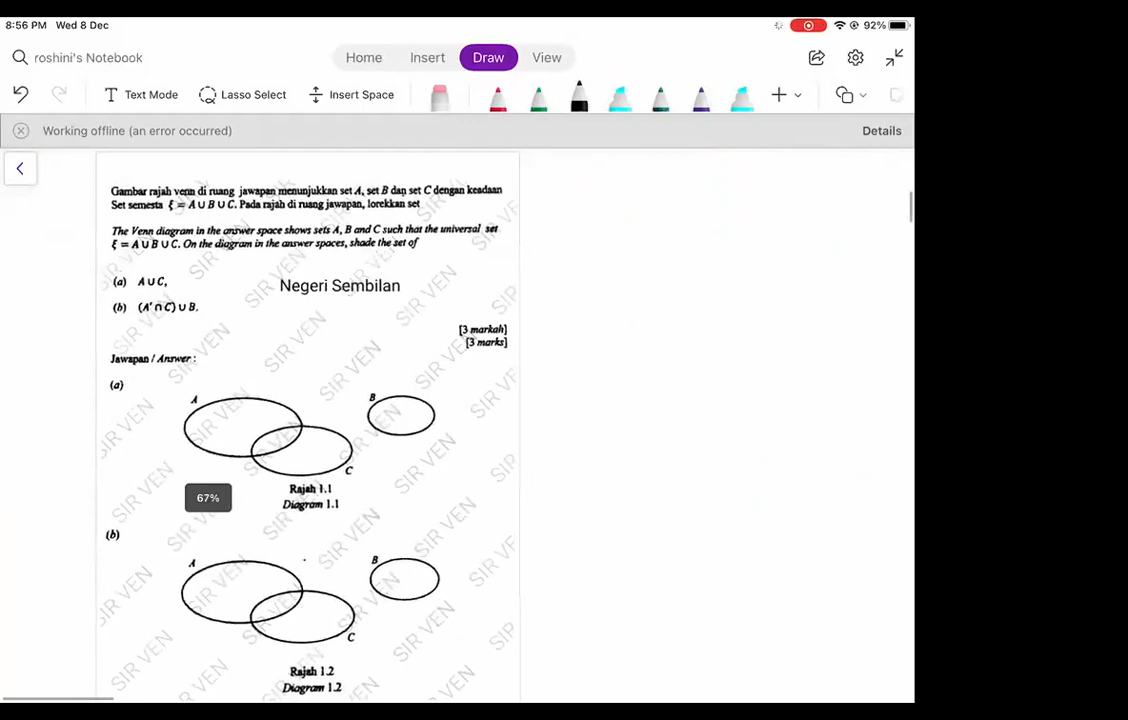 8:56 PM Wed 8 Dec
92%
roshini's Notebook
Home Insert Draw View
Text Mode Lasso Select Insert Space
Working offline (an error occurred) Details
Gambar rajah venn di ruang jawapan menunjukkan set A, set B dan set C dengan keadaan
Set semesta ξ = A ∪ B ∪ C. Pada rajah di ruang jawapan, lorekkan set
The Venn diagram in the answer space shows sets A, B and C such that the universal set
ξ = A ∪ B ∪ C. On the diagram in the answer spaces, shade the set of
(a) A ∪ C,
Negeri Sembilan
(b) (A' ∩ C) ∪ B.
[3 markah]
[3 marks]
Jawapan / Answer :
(a)
A B
C
Rajah 1.1
Diagram 1.1
67%
(b)
A B
C
Rajah 1.2
Diagram 1.2
SIR VEN